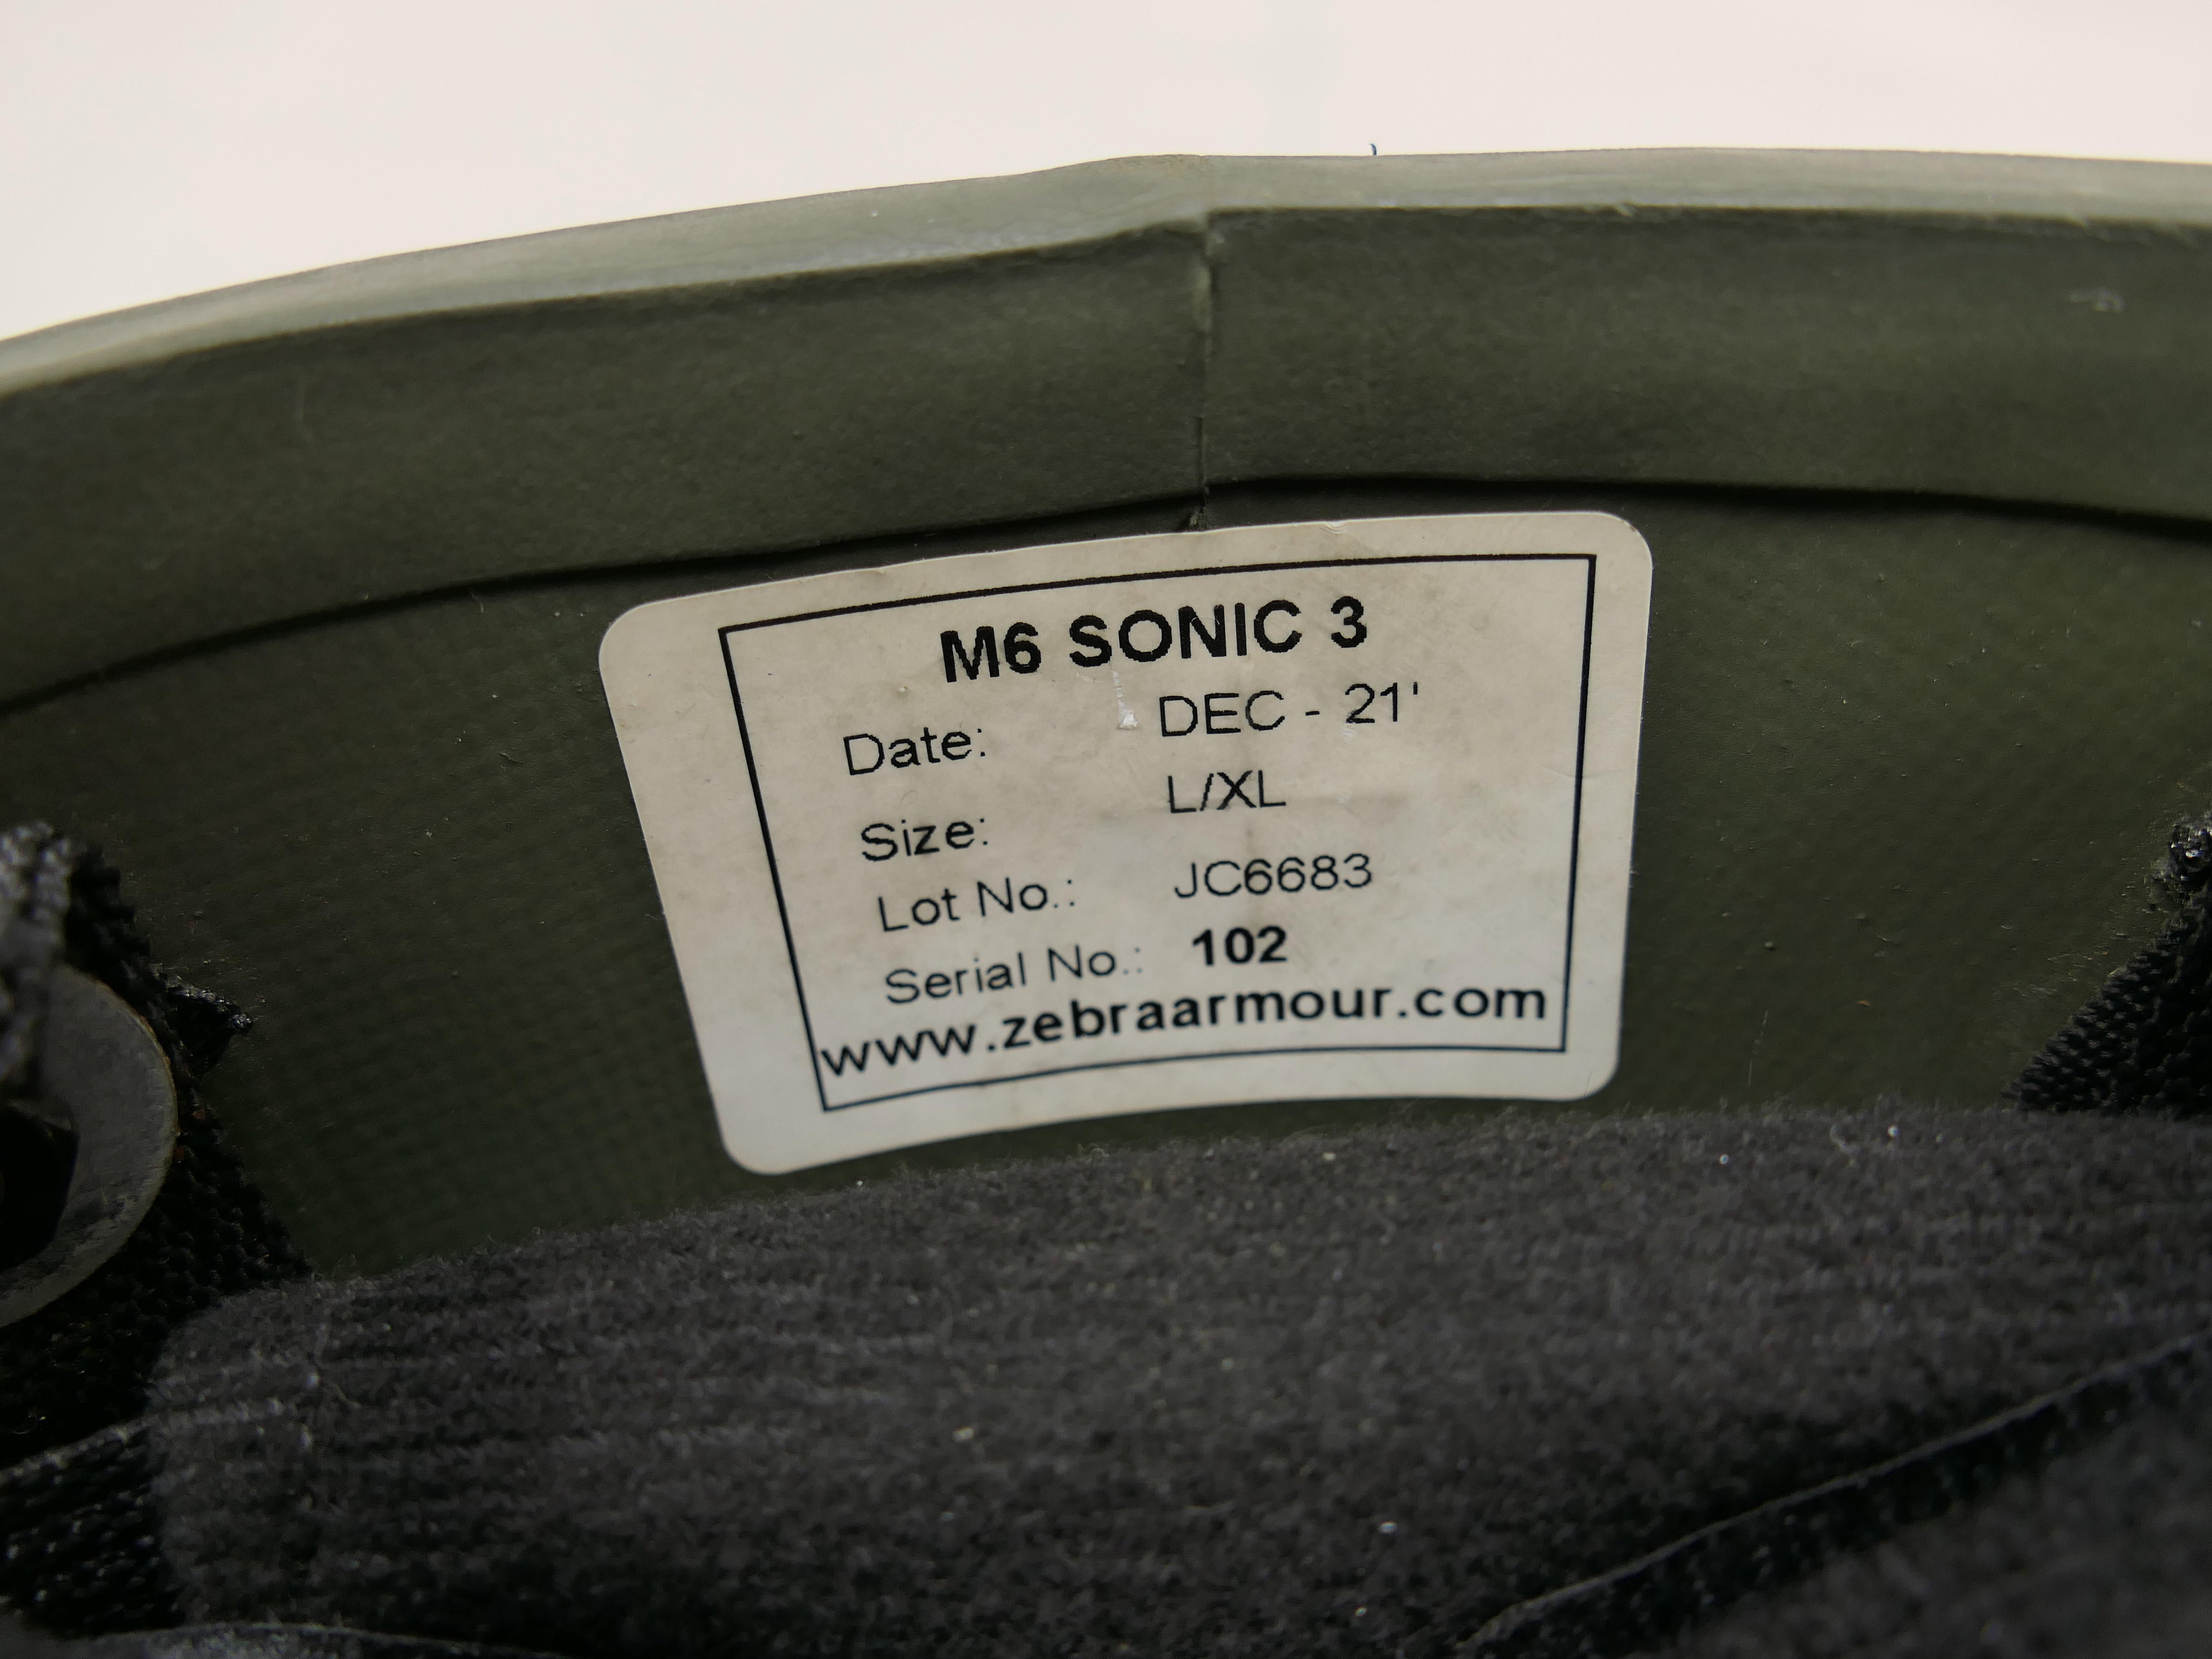 M6 SONIC 3
Date: DEC - 21'
Size: L/XL
Lot No.: JC6683
Serial No.: 102
www.zebraarmour.com